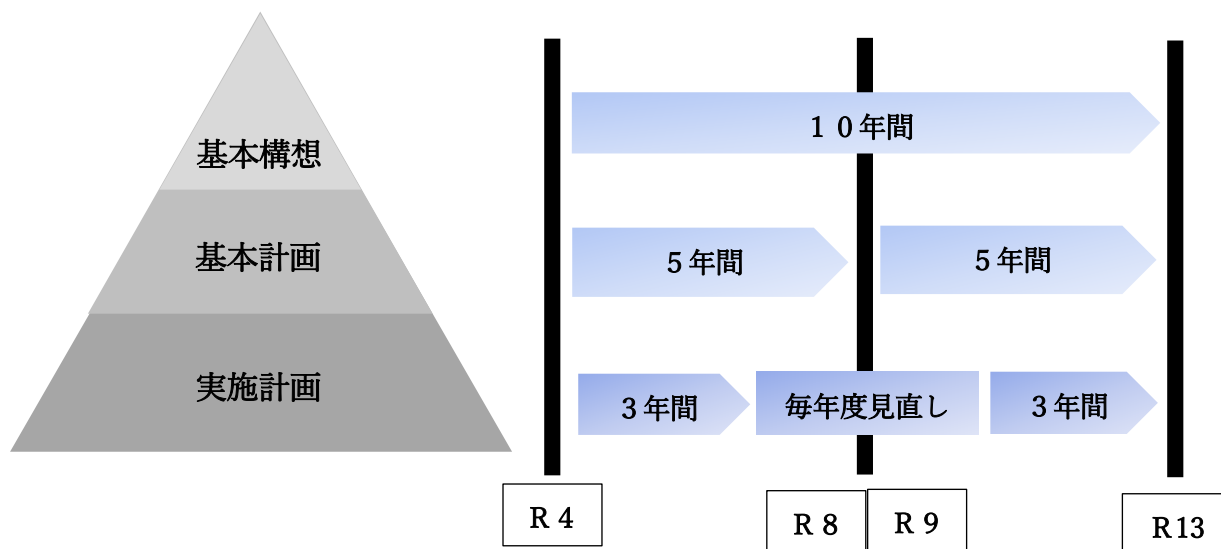 基本構想
１０年間
基本計画
５年間
５年間
実施計画
３年間
毎年度見直し
３年間
R４
R８
R９
R13